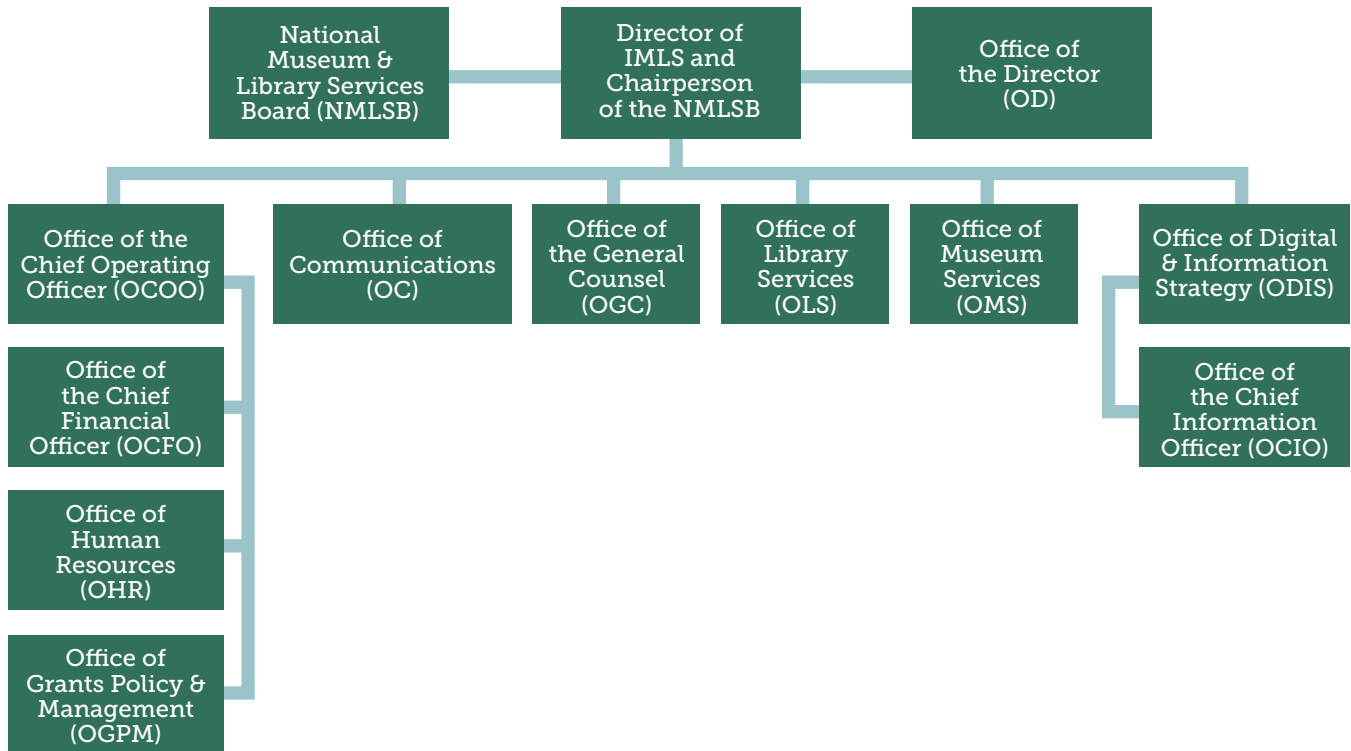 National
Museum &
Library Services
Board (NMLSB)
Director of
IMLS and
Chairperson
of the NMLSB
Office of
the Director
(OD)
Office of the
Chief Operating
Officer (OCOO)
Office of
Communications
(OC)
Office of
the General
Counsel
(OGC)
Office of
Library
Services
(OLS)
Office of
Museum
Services
(OMS)
Office of Digital
& Information
Strategy (ODIS)
Office of
the Chief
Financial
Officer (OCFO)
Office of
the Chief
Information
Officer (OCIO)
Office of
Human
Resources
(OHR)
Office of
Grants Policy &
Management
(OGPM)